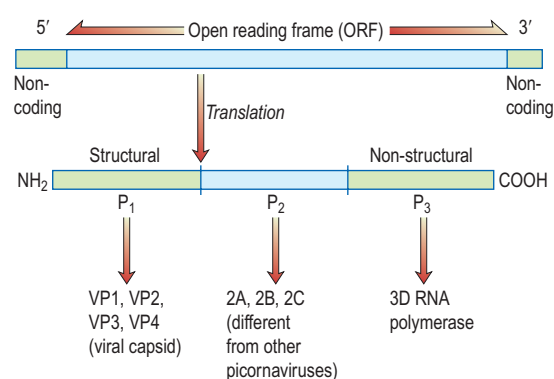 5′ Open reading frame (ORF) 3′
Non-
coding
Non-
coding
Translation
Structural
Non-structural
NH2 COOH
P1 P2 P3
VP1, VP2,
VP3, VP4
(viral capsid)
2A, 2B, 2C
(different
from other
picornaviruses)
3D RNA
polymerase